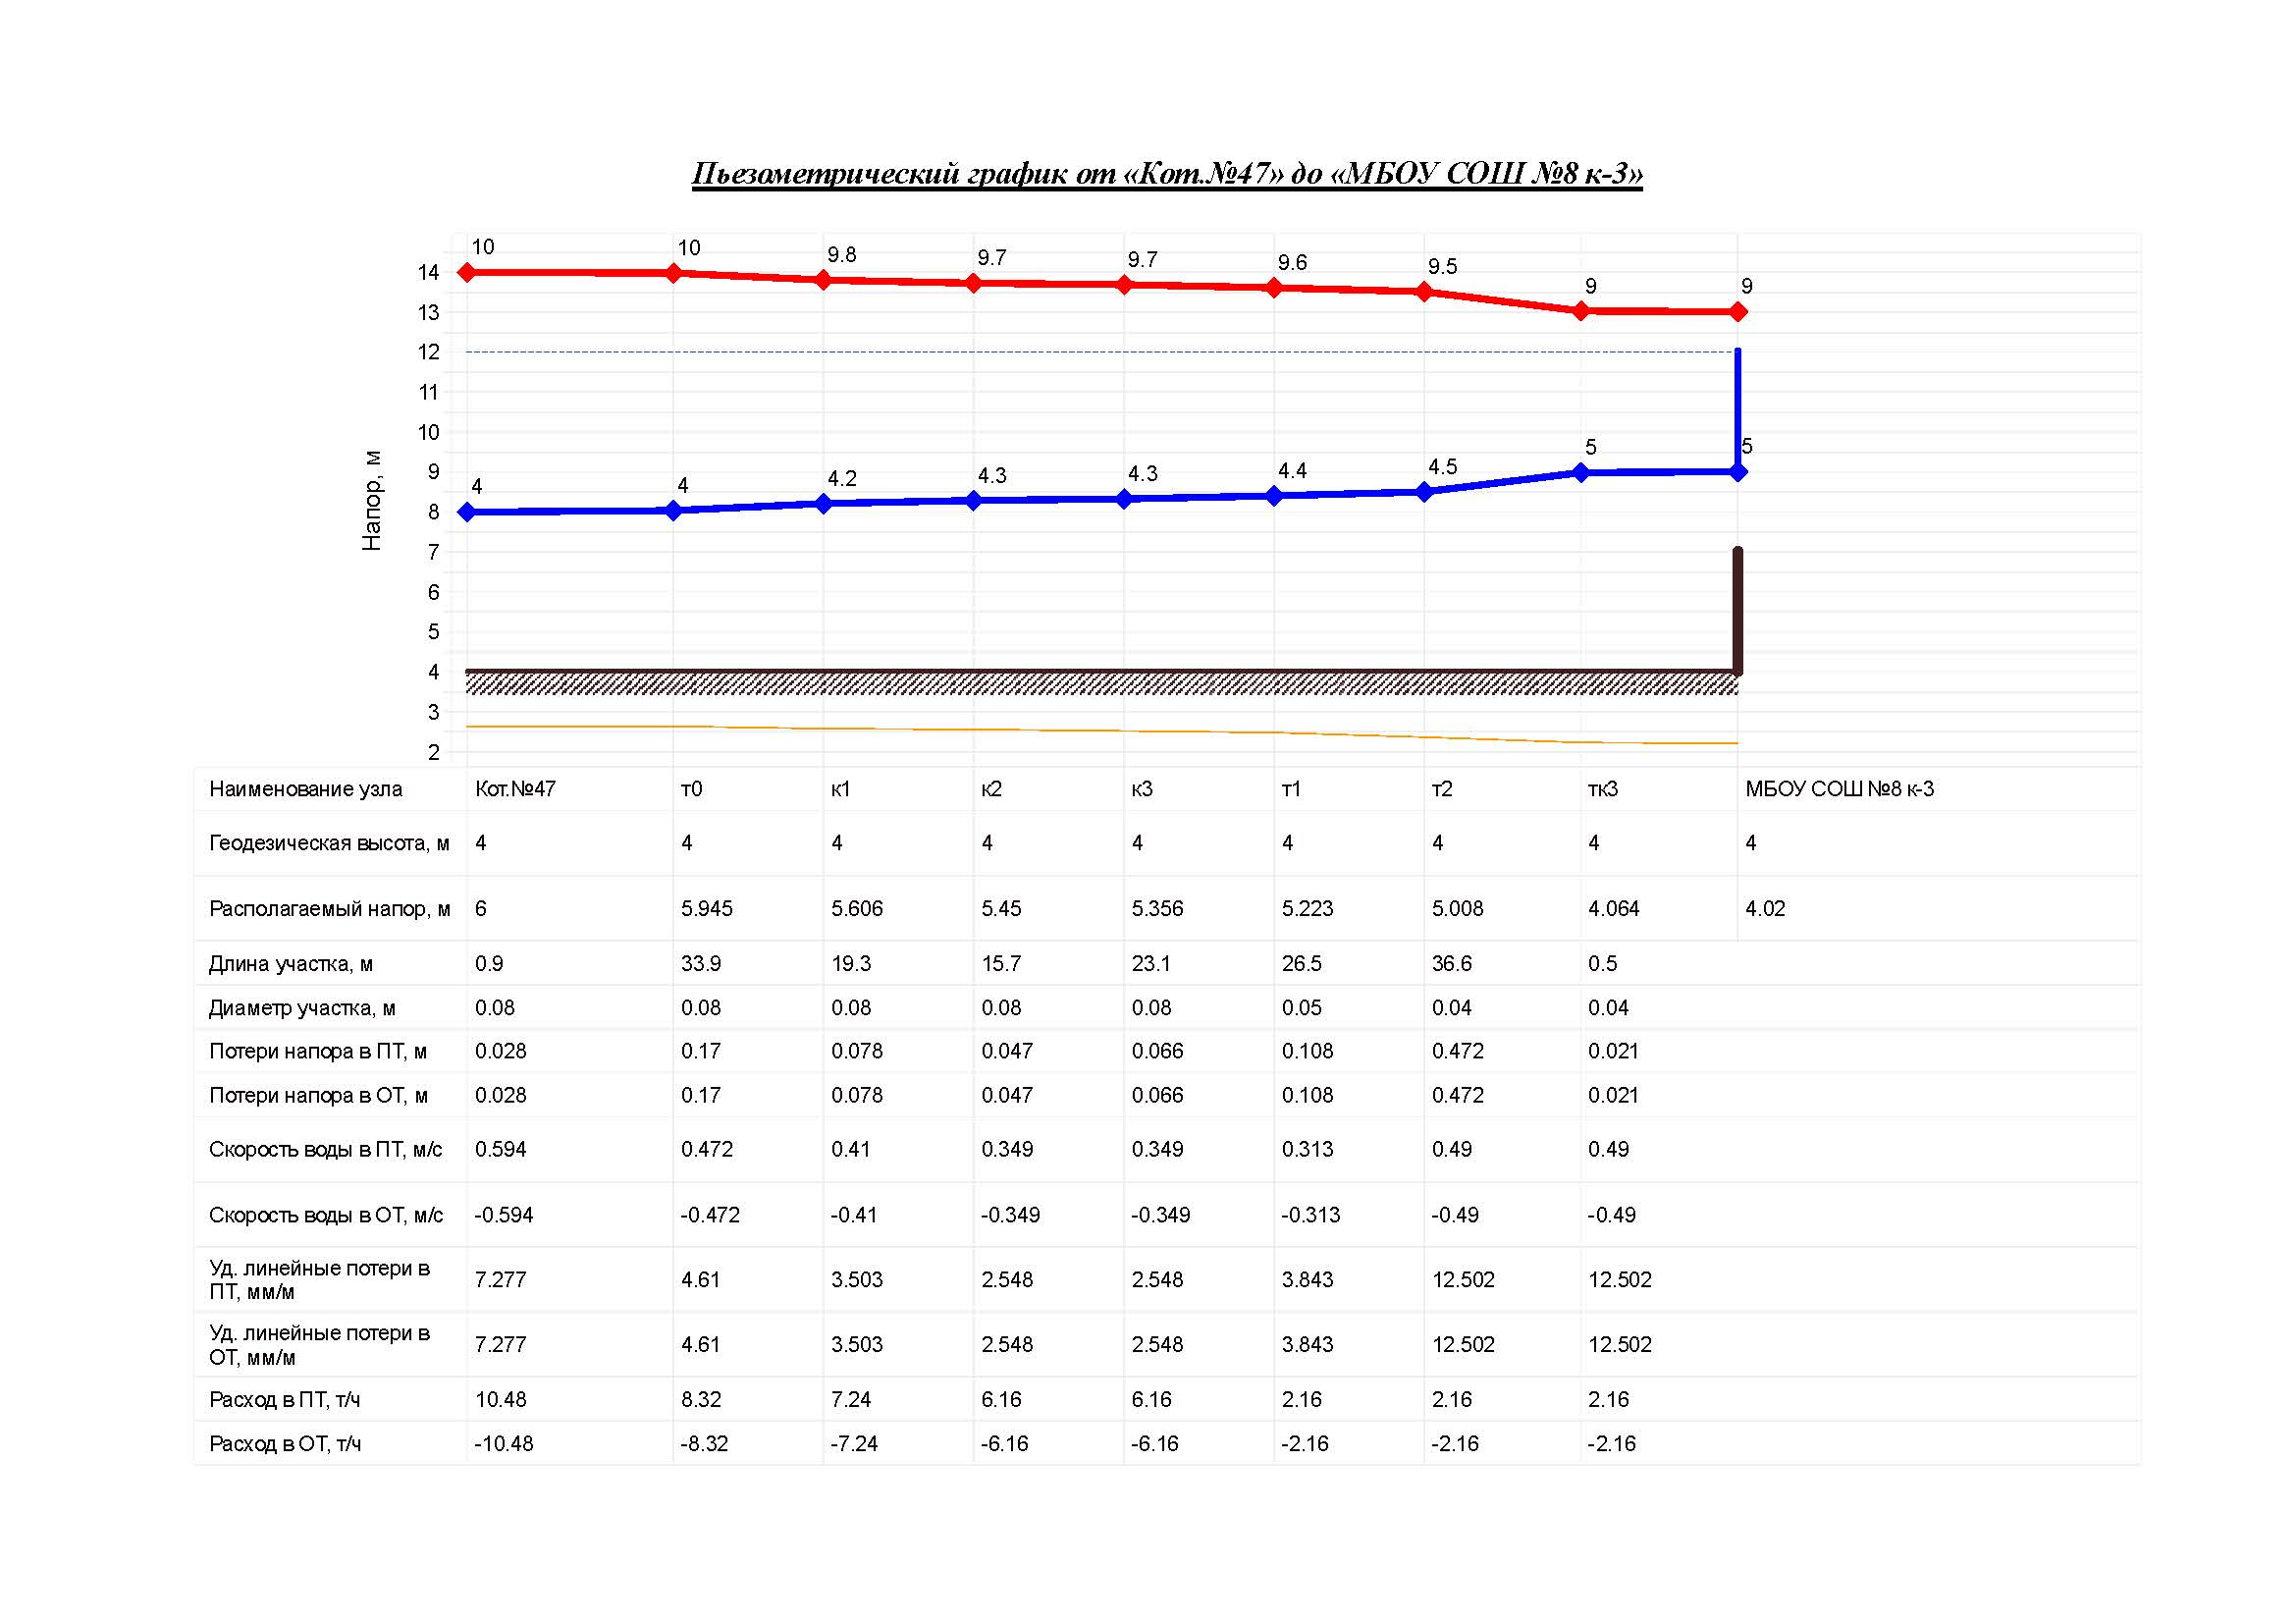 Пьезометрический график от «Кот.№47» до «МБОУ СОШ №8 к-3»
10 10 9.8 9.7 9.7 9.6 9.5 9 9
14
13
12
11
10
9
8
7
6
5
4
3
2
Напор, м
4 4 4.2 4.3 4.3 4.4 4.5 5 5
Наименование узла Кот.№47 т0 к1 к2 к3 т1 т2 тк3 МБОУ СОШ №8 к-3
Геодезическая высота, м 4 4 4 4 4 4 4 4 4
Располагаемый напор, м 6 5.945 5.606 5.45 5.356 5.223 5.008 4.064 4.02
Длина участка, м 0.9 33.9 19.3 15.7 23.1 26.5 36.6 0.5
Диаметр участка, м 0.08 0.08 0.08 0.08 0.08 0.05 0.04 0.04
Потери напора в ПТ, м 0.028 0.17 0.078 0.047 0.066 0.108 0.472 0.021
Потери напора в ОТ, м 0.028 0.17 0.078 0.047 0.066 0.108 0.472 0.021
Скорость воды в ПТ, м/с 0.594 0.472 0.41 0.349 0.349 0.313 0.49 0.49
Скорость воды в ОТ, м/с -0.594 -0.472 -0.41 -0.349 -0.349 -0.313 -0.49 -0.49
Уд. линейные потери в
ПТ, мм/м 7.277 4.61 3.503 2.548 2.548 3.843 12.502 12.502
Уд. линейные потери в
ОТ, мм/м 7.277 4.61 3.503 2.548 2.548 3.843 12.502 12.502
Расход в ПТ, т/ч 10.48 8.32 7.24 6.16 6.16 2.16 2.16 2.16
Расход в ОТ, т/ч -10.48 -8.32 -7.24 -6.16 -6.16 -2.16 -2.16 -2.16